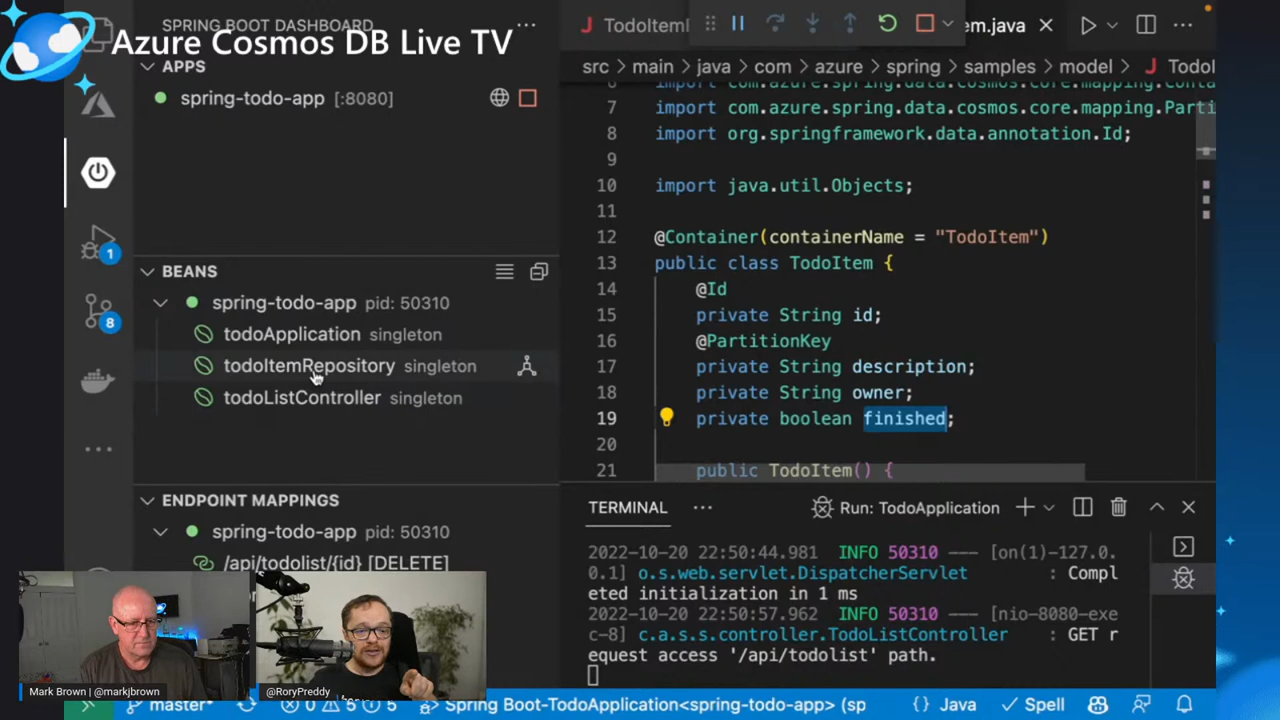 SPRING BOOT DASHBOARD
Azure Cosmos DB Live TV
APPS
spring-todo-app [:8080]
BEANS
spring-todo-app pid: 50310
todoApplication singleton
todoItemRepository singleton
todoListController singleton
ENDPOINT MAPPINGS
spring-todo-app pid: 50310
/api/todolist/{id} [DELETE]
1
8
em.java
src > main > java > com > azure > spring > samples > model >
7 import com.azure.spring.data.cosmos.core.mapping.Parti
8 import org.springframework.data.annotation.Id;
9
10 import java.util.Objects;
11
12 @Container(containerName = "TodoItem")
13 public class TodoItem {
14 @Id
15 private String id;
16 @PartitionKey
17 private String description;
18 private String owner;
19 private boolean finished;
20
21 public TodoItem() {
TERMINAL
Run: TodoApplication
2022-10-20 22:50:44.981 INFO 50310 --- [on(1)-127.0.
0.1] o.s.web.servlet.DispatcherServlet : Compl
eted initialization in 1 ms
2022-10-20 22:50:57.962 INFO 50310 --- [nio-8080-exe
c-8] c.a.s.s.controller.TodoListController : GET r
equest access '/api/todolist' path.
Mark Brown | @markjbrown
@RoryPreddy
master*
0
5
Spring Boot-TodoApplication<spring-todo-app> (sp
{} Java
Spell